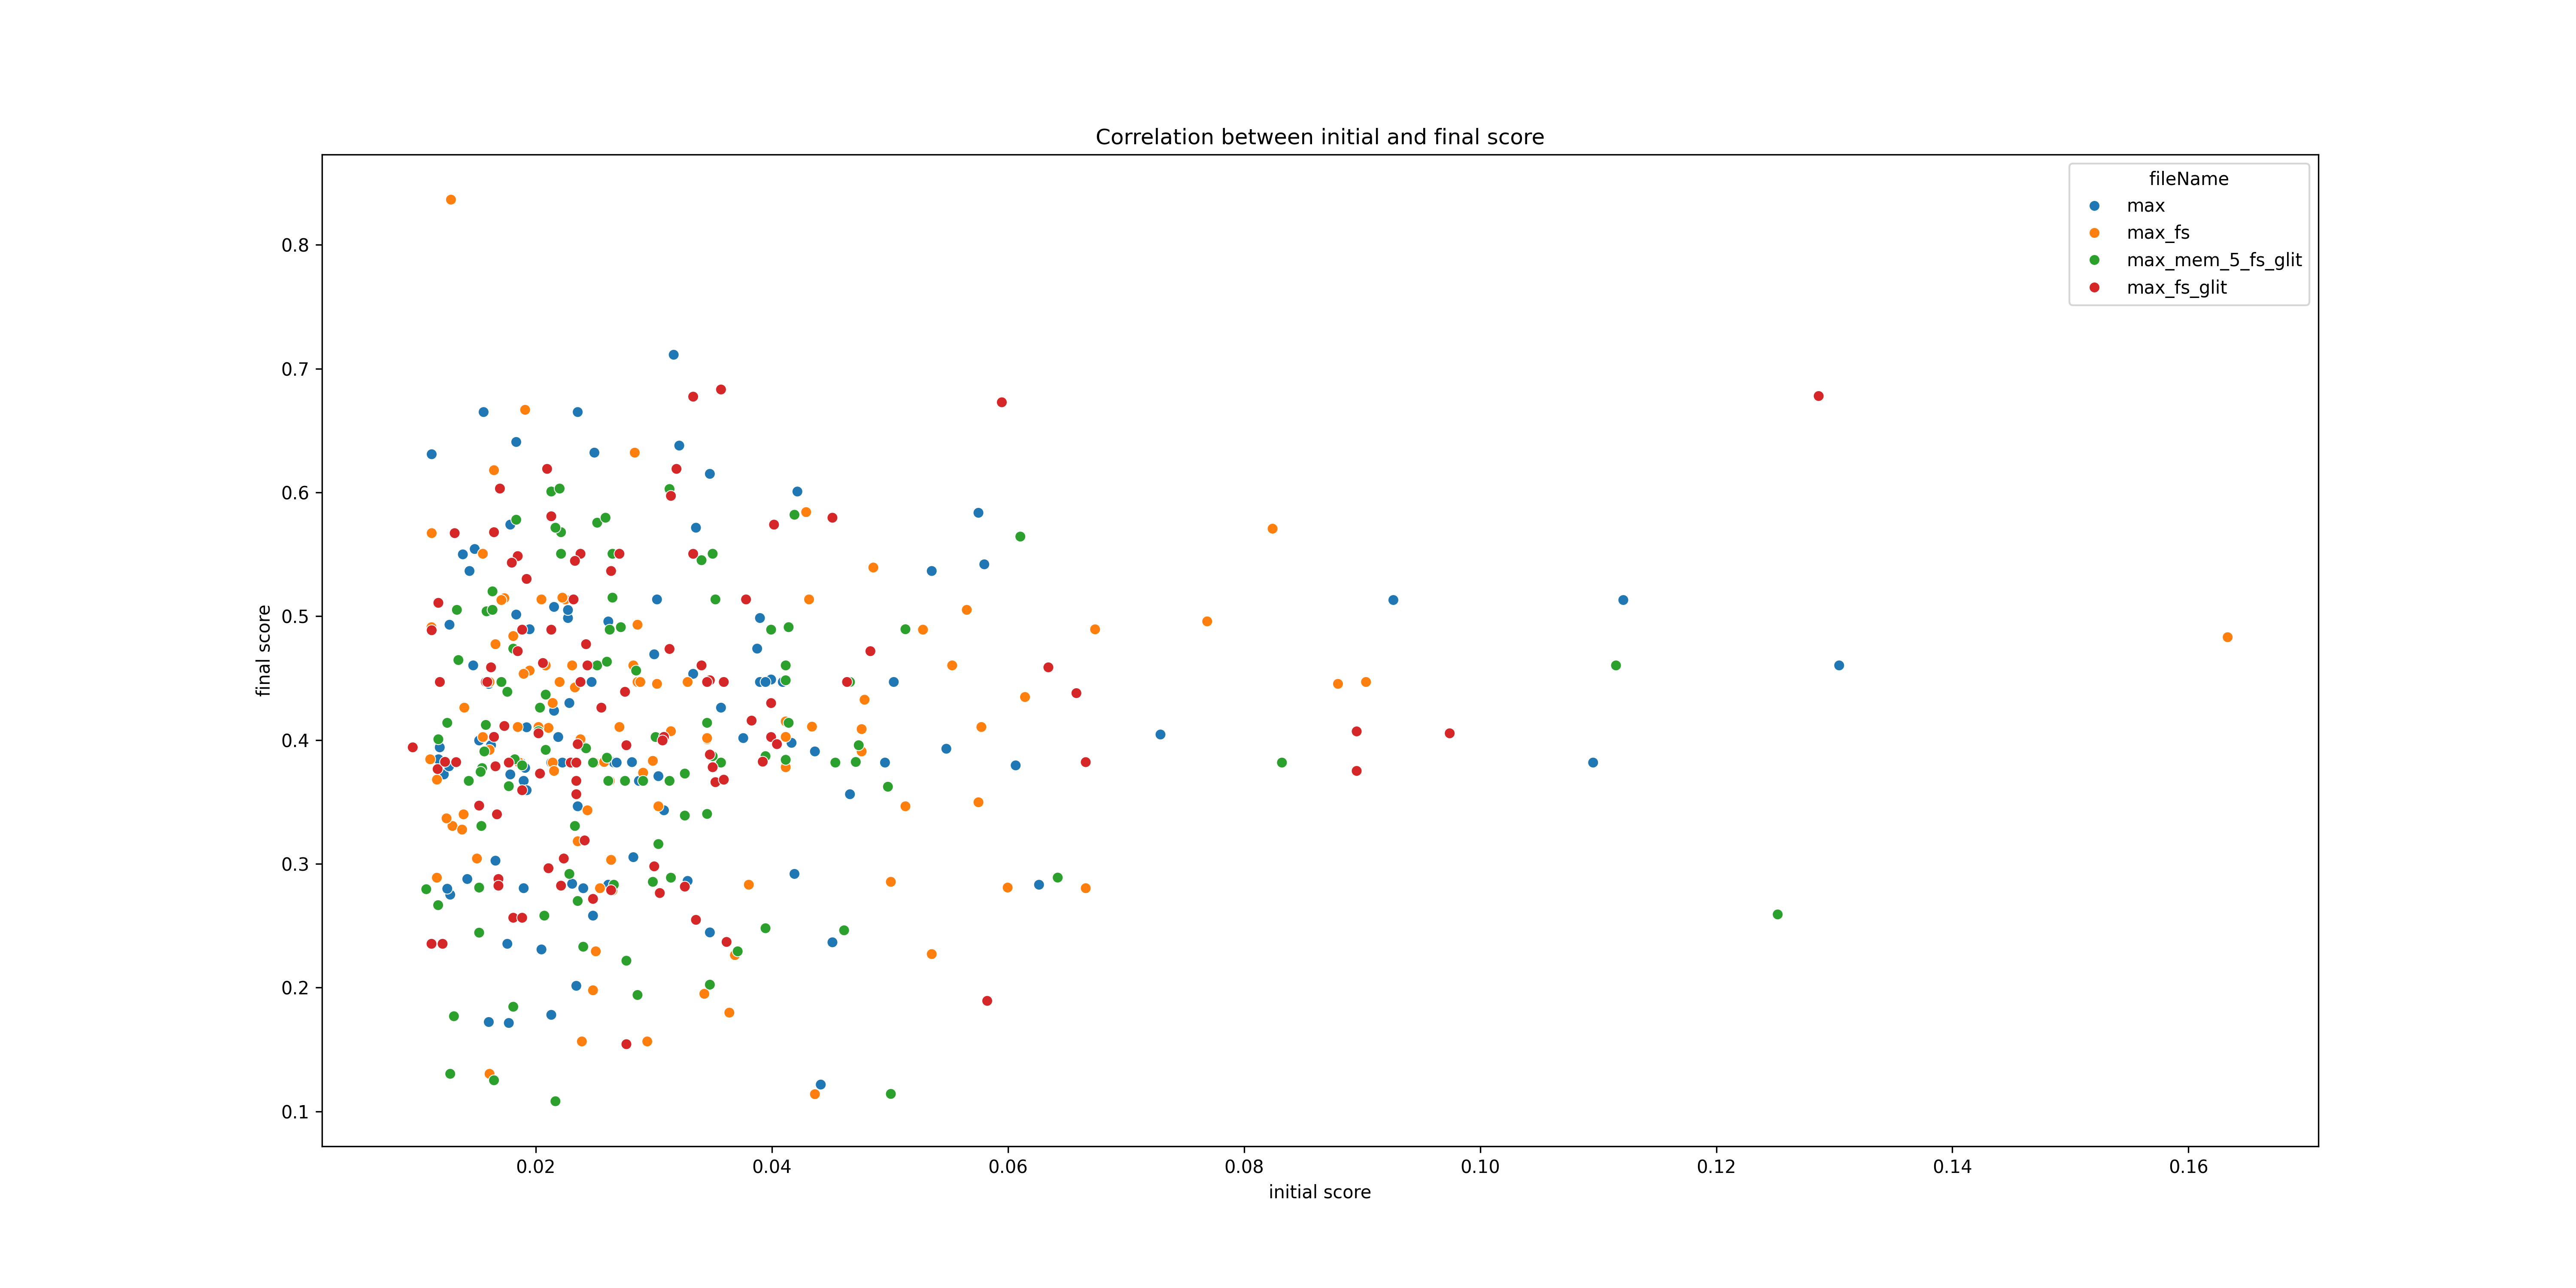 Correlation between initial and final score
fileName
max
max_fs
max_mem_5_fs_glit
max_fs_glit
0.8
0.7
0.6
0.5
0.4
0.3
0.2
0.1
final score
0.02
0.04
0.06
0.08
0.10
0.12
0.14
0.16
initial score